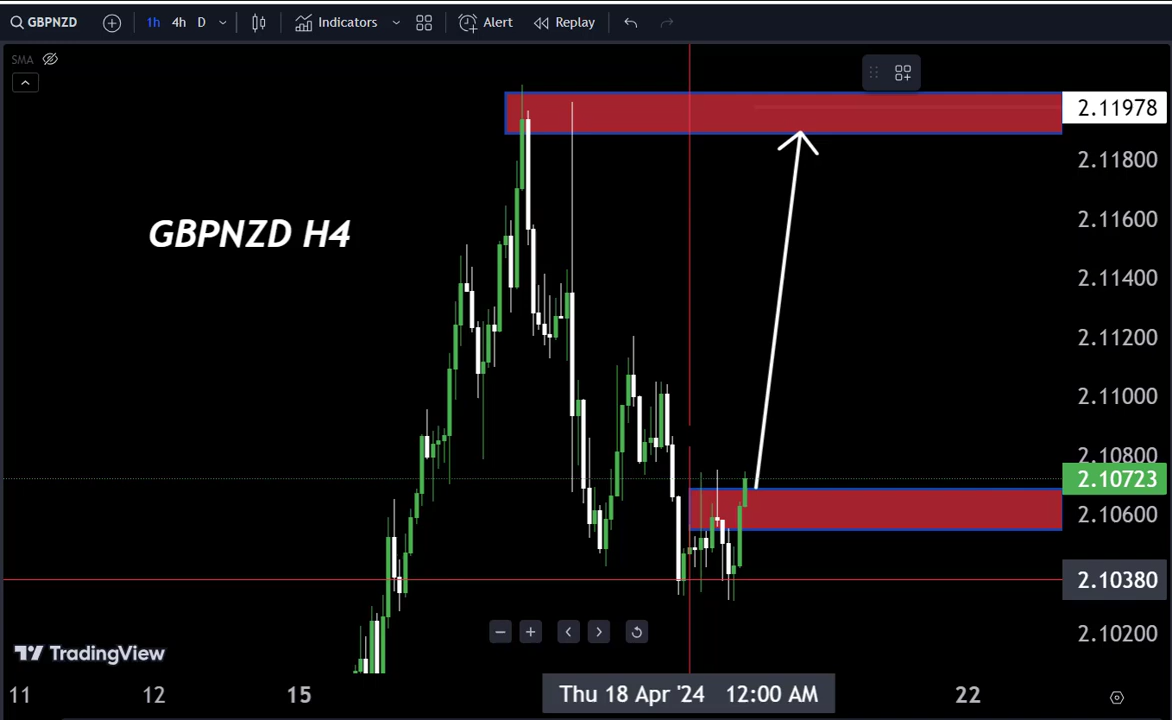 GBPNZD 1h 4h D Indicators Alert Replay
SMA
2.11978
2.11800
2.11600
GBPNZD H4
2.11400
2.11200
2.11000
2.10800
2.10723
2.10600
2.10380
2.10200
TradingView
11 12 15 Thu 18 Apr '24 12:00 AM 22